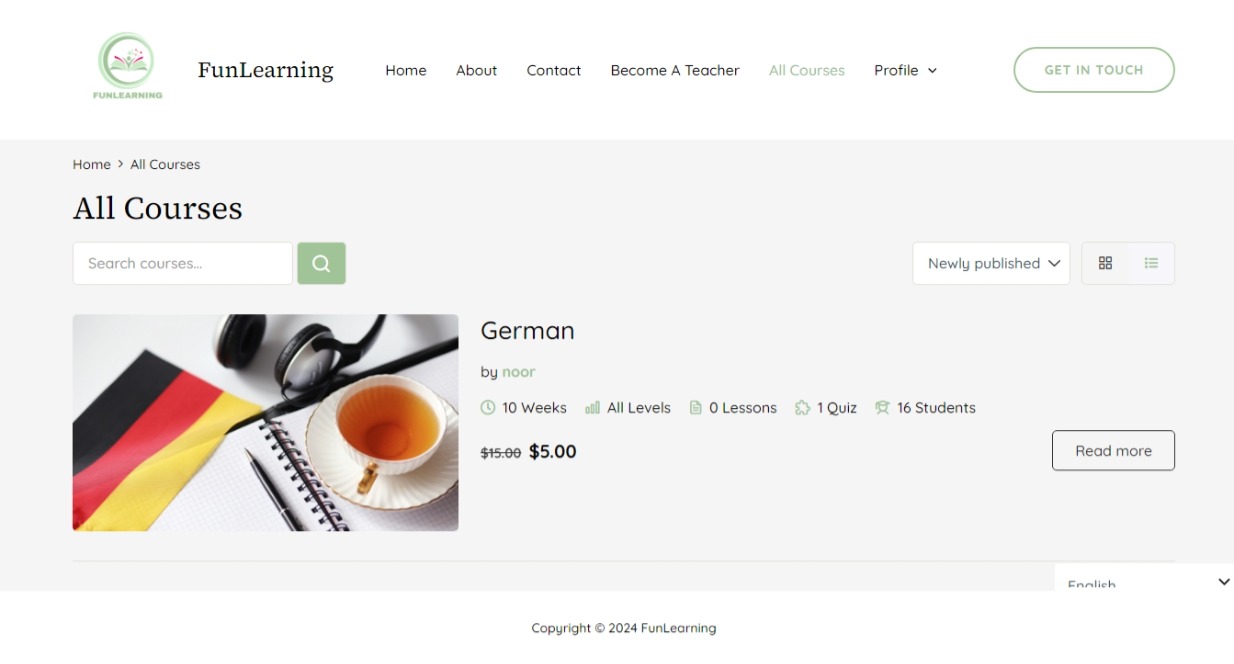 FUNLEARNING
FunLearning Home About Contact Become A Teacher All Courses Profile GET IN TOUCH
Home > All Courses
All Courses
Search courses... Newly published
German
by noor
10 Weeks All Levels 0 Lessons 1 Quiz 16 Students
$15.00 $5.00 Read more
English
Copyright © 2024 FunLearning